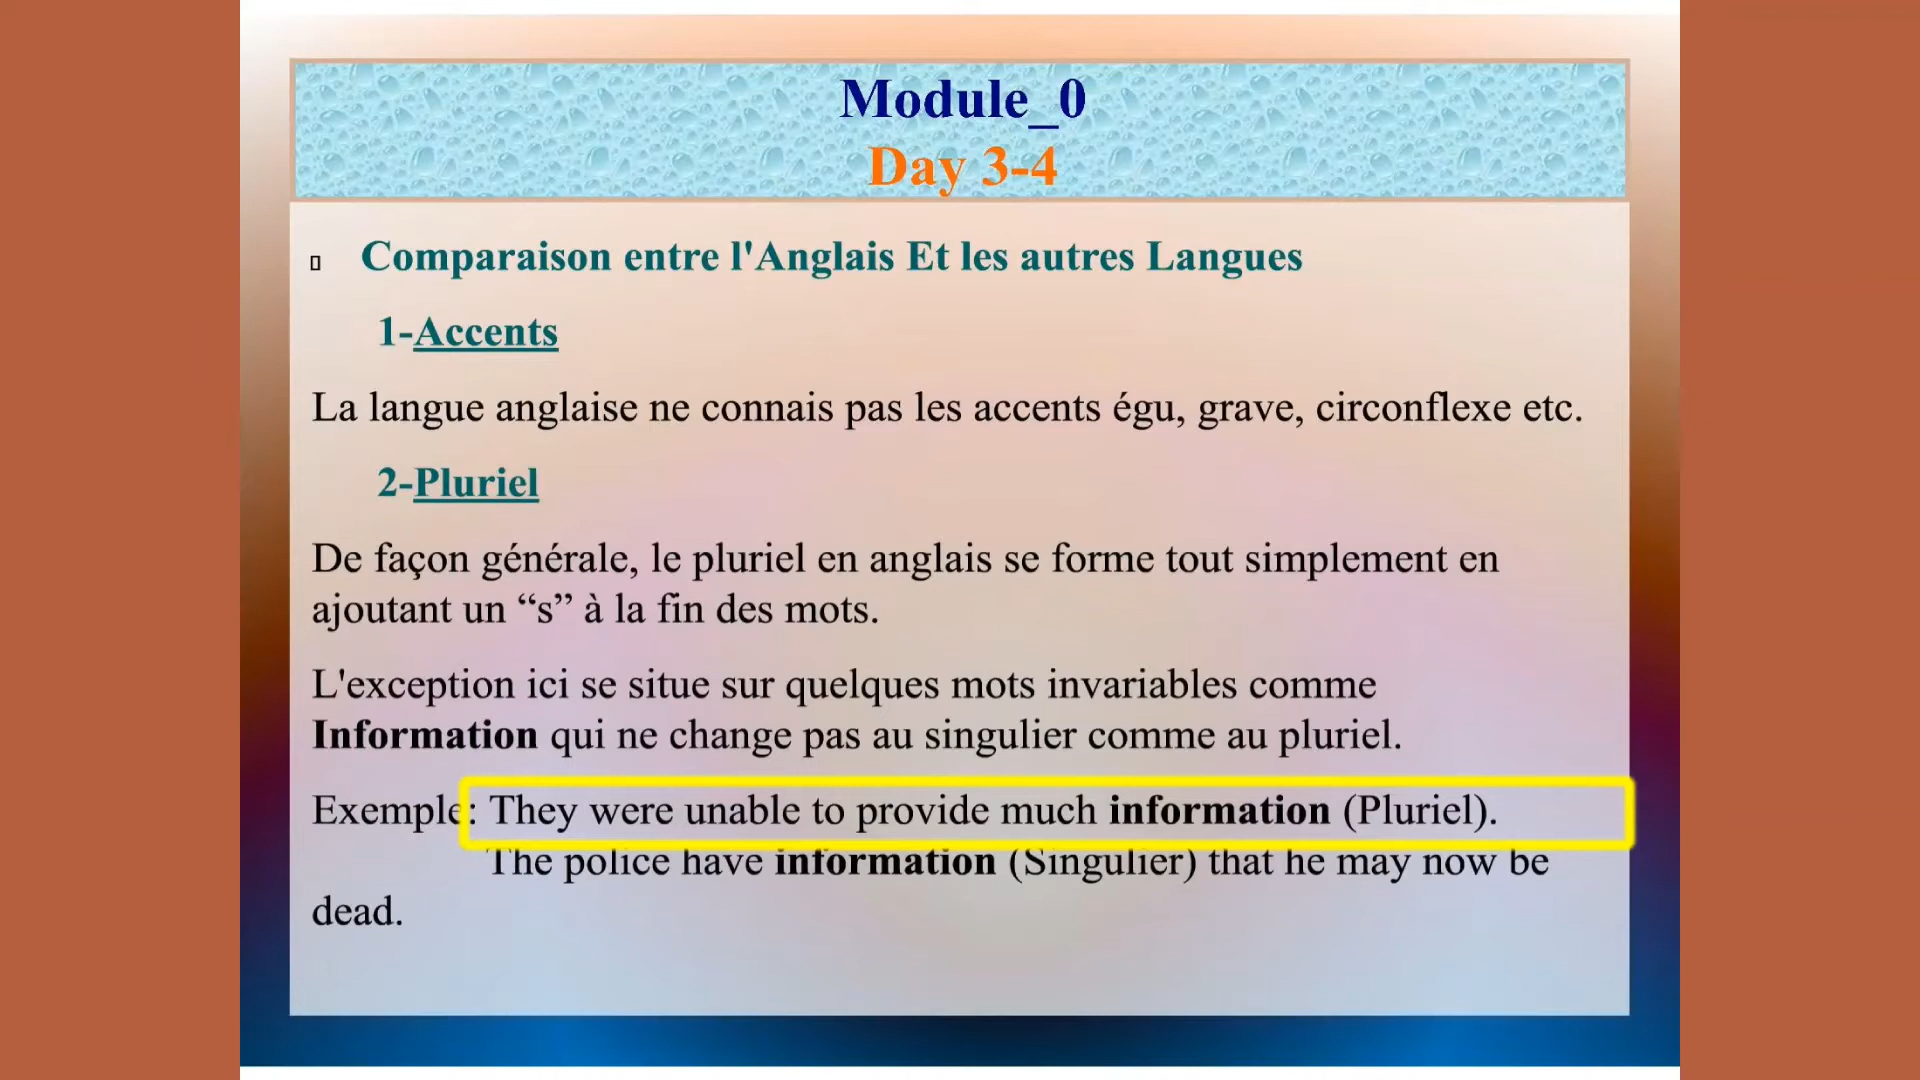 Module_0
Day 3-4
Comparaison entre l'Anglais Et les autres Langues
1-Accents
La langue anglaise ne connais pas les accents égu, grave, circonflexe etc.
2-Pluriel
De façon générale, le pluriel en anglais se forme tout simplement en
ajoutant un “s” à la fin des mots.
L'exception ici se situe sur quelques mots invariables comme
Information qui ne change pas au singulier comme au pluriel.
Exemple: They were unable to provide much information (Pluriel).
The police have information (Singulier) that he may now be
dead.